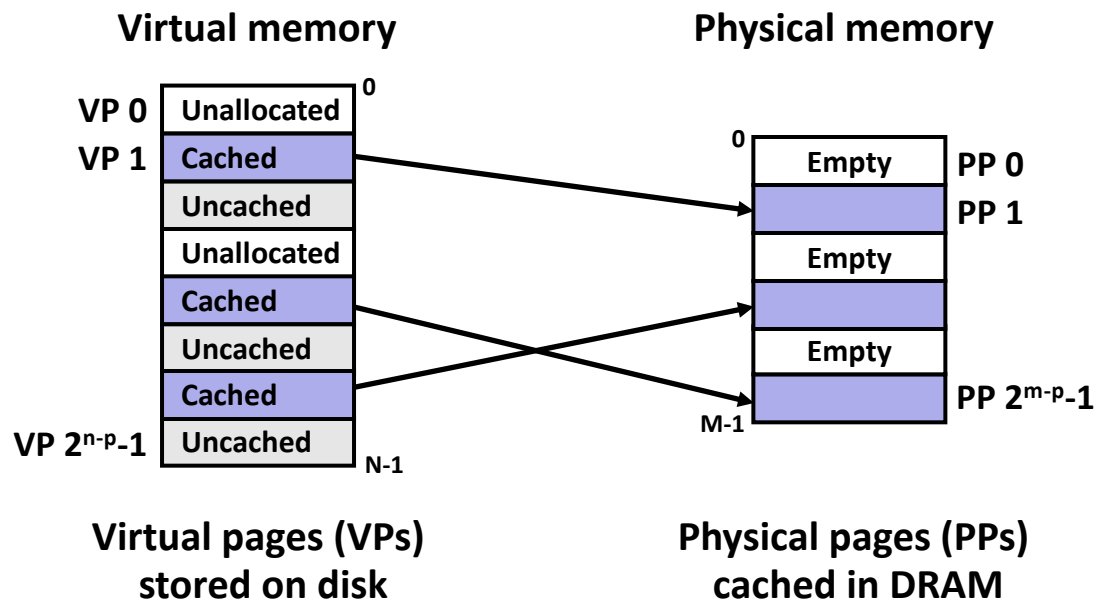 Virtual memory
Physical memory
0
VP 0
Unallocated
VP 1
Cached
Uncached
Unallocated
Cached
Uncached
Cached
VP 2ⁿ⁻ᵖ-1
Uncached
N-1
0
Empty
PP 0
PP 1
Empty
Empty
PP 2ᵐ⁻ᵖ-1
M-1
Virtual pages (VPs)
stored on disk
Physical pages (PPs)
cached in DRAM